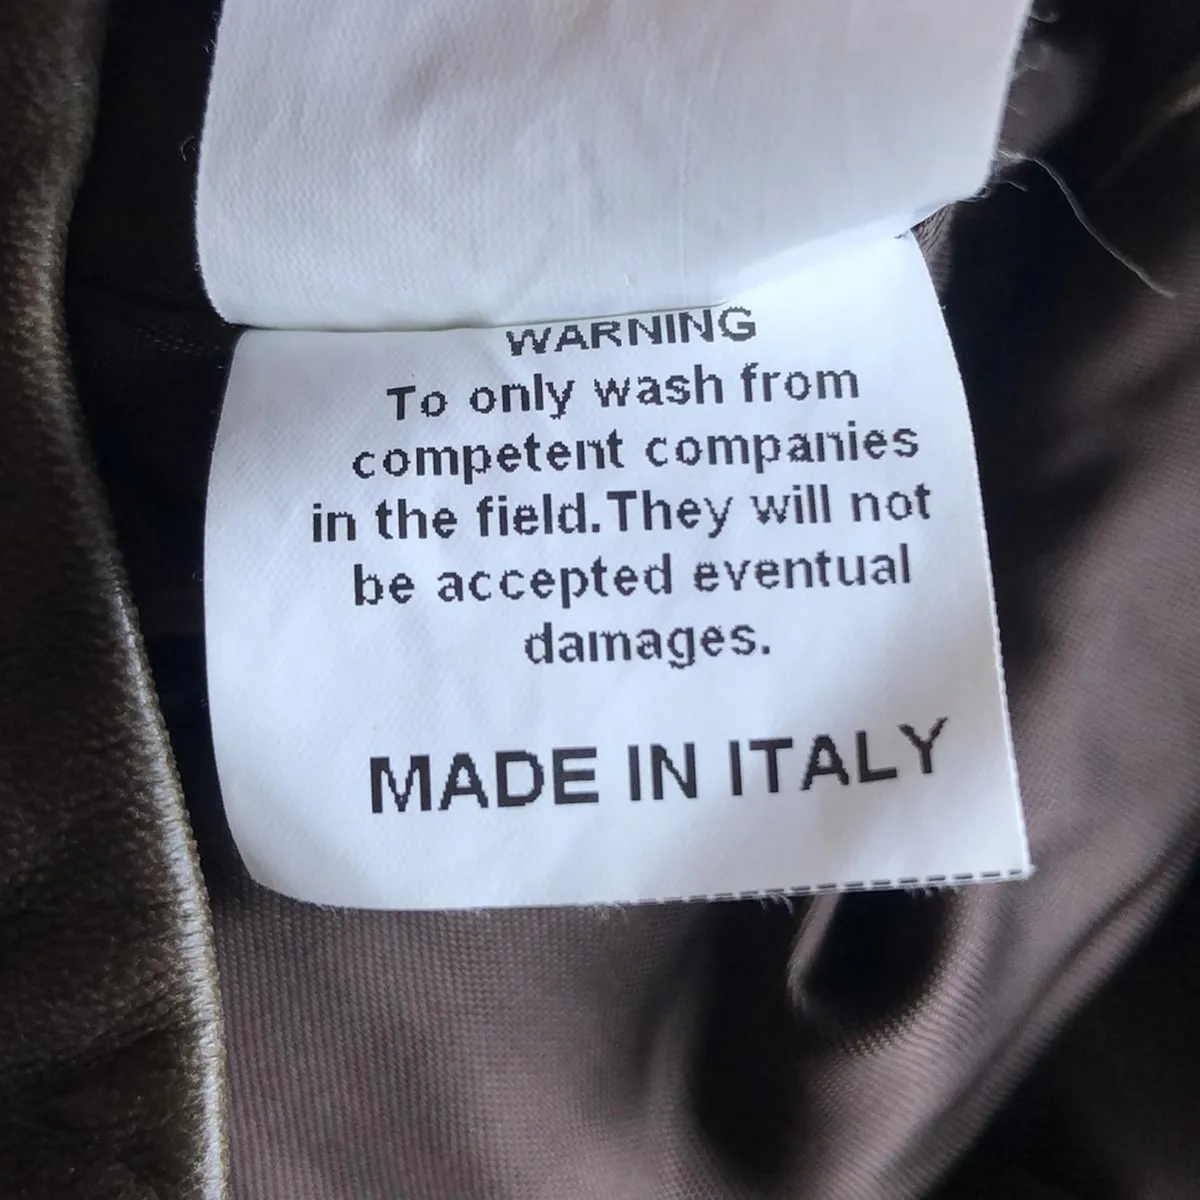 WARNING
To only wash from
competent companies
in the field. They will not
be accepted eventual
damages.
MADE IN ITALY